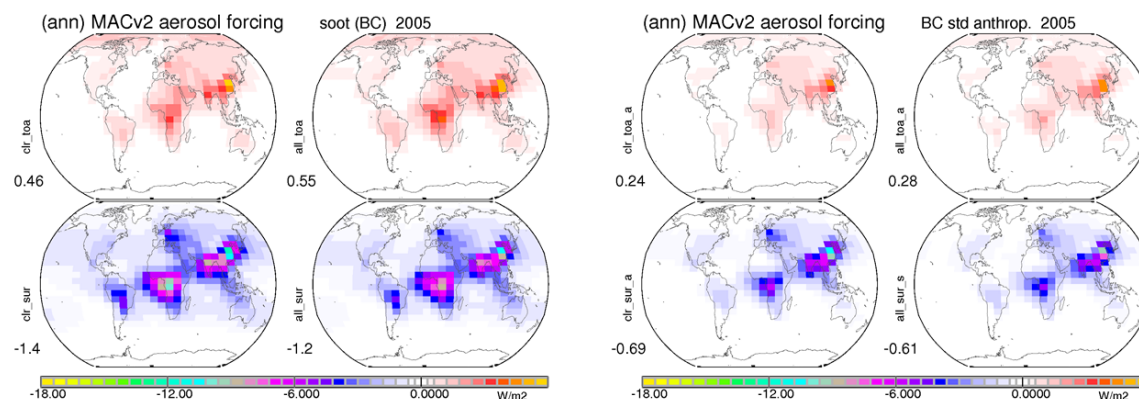 (ann) MACv2 aerosol forcing soot (BC) 2005
clr_toa
0.46
all_toa
0.55
clr_sur
-1.4
all_sur
-1.2
-18.00 -12.00 -6.000 0.0000 W/m2
(ann) MACv2 aerosol forcing BC std anthrop. 2005
clr_toa_a
0.24
all_toa_a
0.28
clr_sur_a
-0.69
all_sur_s
-0.61
-18.00 -12.00 -6.000 0.0000 W/m2